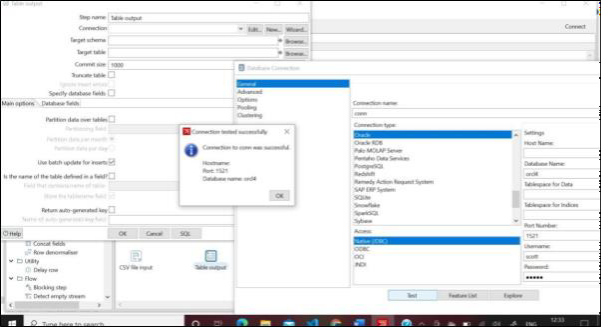 Table output
Step name Table output
Connection Edit... New... Wizard...
Target schema Browse...
Target table Browse...
Commit size 1000
Truncate table
Ignore insert errors
Specify database fields
Main options Database fields
Partition data over tables
Partitioning field
Partition data per month
Partition data per day
Use batch update for inserts
Is the name of the table defined in a field?
Field that contains name of table
Store the tablename field
Return auto-generated key
Name of auto-generated key field
Help OK Cancel SQL
Concat fields
Row denormaliser
Utility
Delay row
Flow
Blocking step
Detect empty stream
CSV file input
Table output
Connect
Database Connection
General
Advanced
Options
Pooling
Clustering
Connection name:
conn
Connection type:
Oracle
Oracle RDB
Palo MOLAP Server
Pentaho Data Services
PostgreSQL
Redshift
Remedy Action Request System
SAP ERP System
SQLite
Snowflake
SparkSQL
Sybase
Access:
Native (JDBC)
ODBC
OCI
JNDI
Settings
Host Name:
Database Name:
orcl4
Tablespace for Data
Tablespace for Indices
Port Number:
1521
Username:
scott
Password:
Test Feature List Explore
Connection tested successfully
Connection to conn was successful.
Hostname:
Port: 1521
Database name: orcl4
OK
Type here to search
ENG
12:33